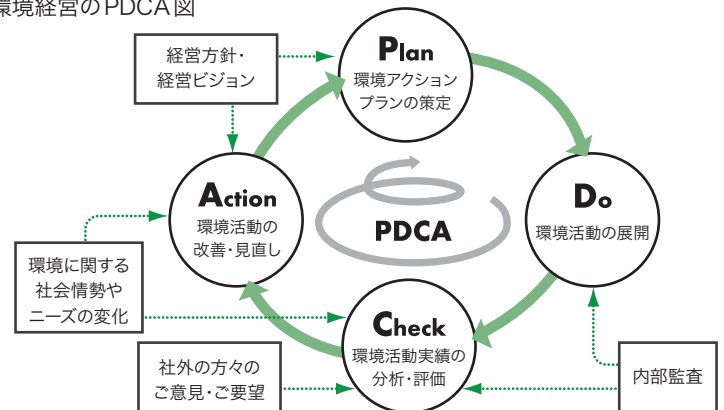 環境経営のPDCA図
経営方針・
経営ビジョン
Plan
環境アクション
プランの策定
Action
環境活動の
改善・見直し
PDCA
Do
環境活動の展開
環境に関する
社会情勢や
ニーズの変化
Check
環境活動実績の
分析・評価
社外の方々の
ご意見・ご要望
内部監査